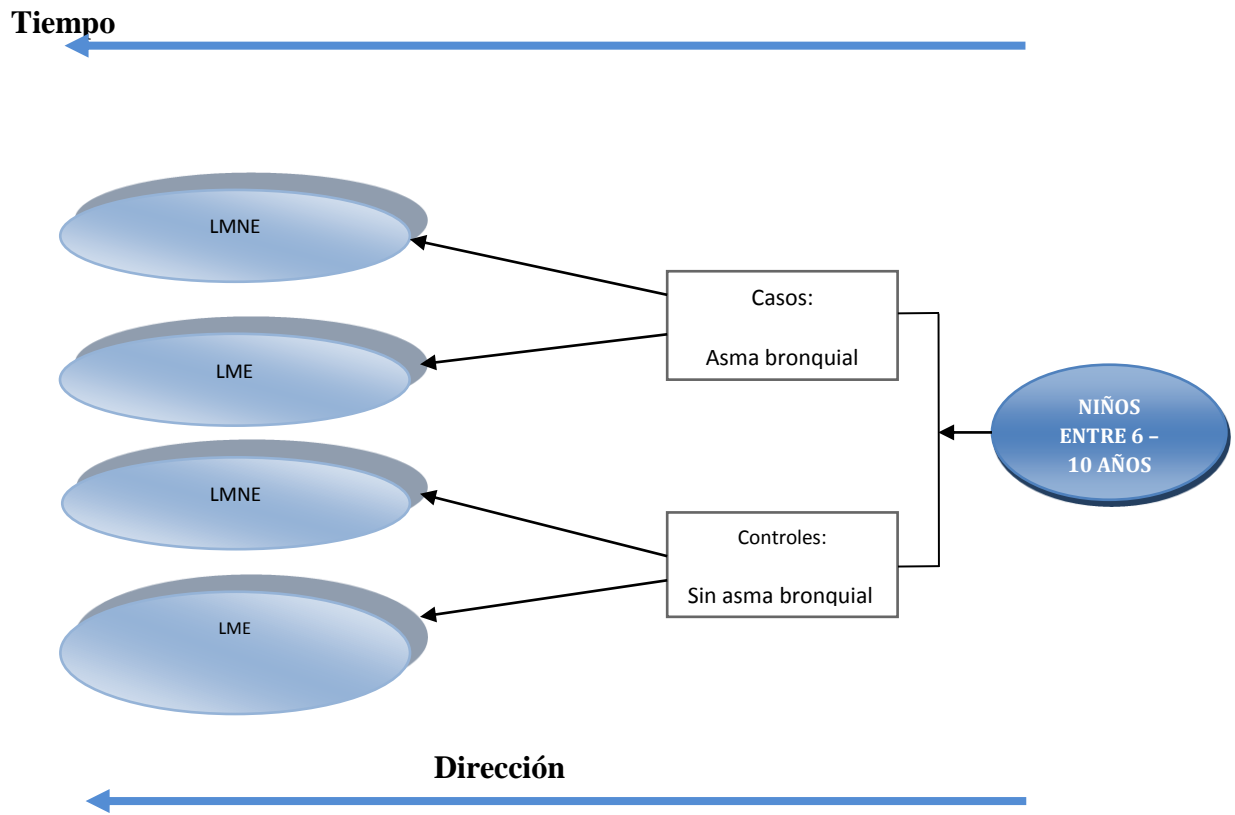 Tiempo
LMNE
Casos:
Asma bronquial
LME
NIÑOS
ENTRE 6 –
10 AÑOS
LMNE
Controles:
Sin asma bronquial
LME
Dirección